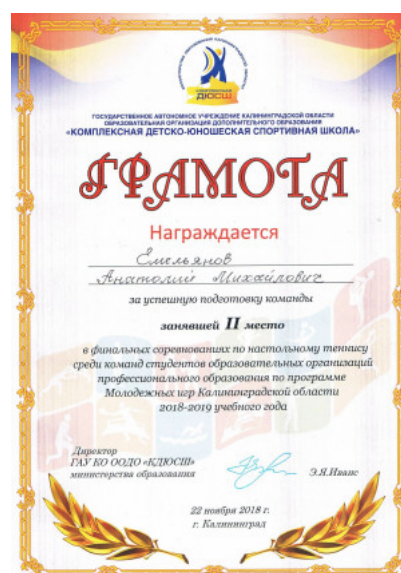 ДЮСШ
ГОСУДАРСТВЕННОЕ АВТОНОМНОЕ УЧРЕЖДЕНИЕ КАЛИНИНГРАДСКОЙ ОБЛАСТИ
ОБРАЗОВАТЕЛЬНАЯ ОРГАНИЗАЦИЯ ДОПОЛНИТЕЛЬНОГО ОБРАЗОВАНИЯ
«КОМПЛЕКСНАЯ ДЕТСКО-ЮНОШЕСКАЯ СПОРТИВНАЯ ШКОЛА»
ГРАМОТА
Награждается
Емельянов
Анатолий Михайлович
за успешную подготовку команды
занявшей II место
в финальных соревнованиях по настольному теннису
среди команд студентов образовательных организаций
профессионального образования по программе
Молодежных игр Калининградской области
2018-2019 учебного года
Директор
ГАУ КО ООДО «КДЮСШ»
министерства образования
Э.Я.Иванс
22 ноября 2018 г.
г. Калининград